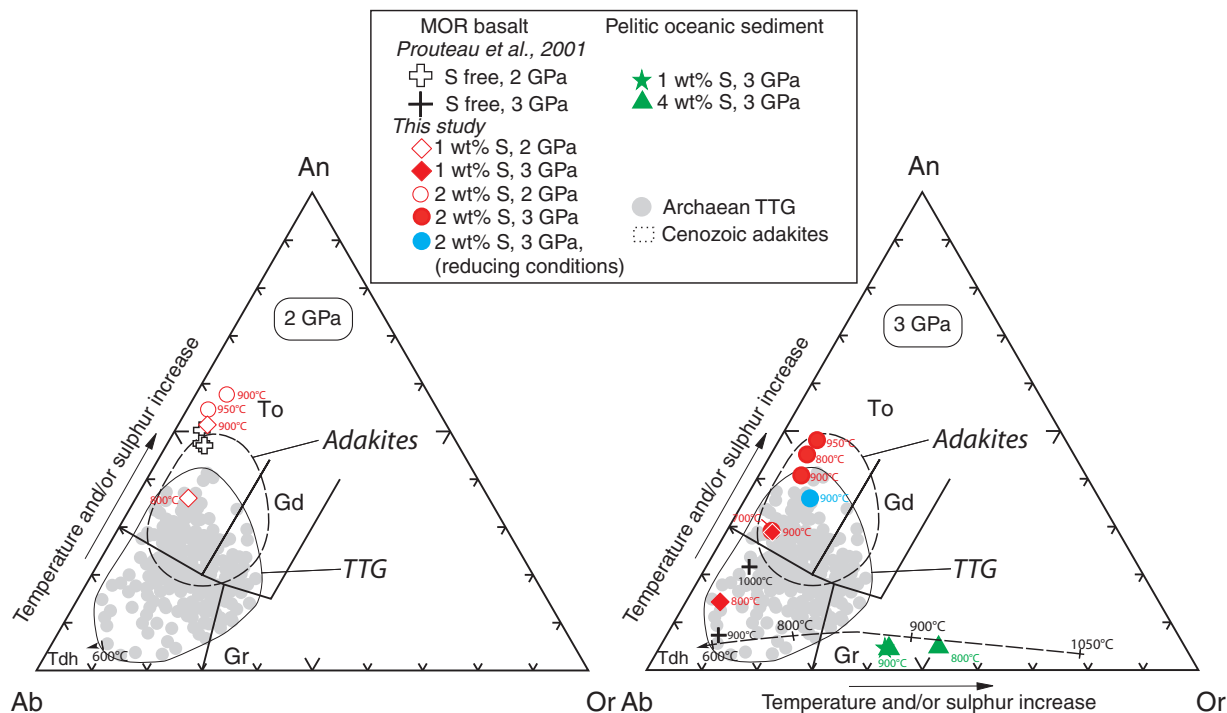 MOR basalt
Prouteau et al., 2001
S free, 2 GPa
S free, 3 GPa
This study
1 wt% S, 2 GPa
1 wt% S, 3 GPa
2 wt% S, 2 GPa
2 wt% S, 3 GPa
2 wt% S, 3 GPa,
(reducing conditions)
Pelitic oceanic sediment
1 wt% S, 3 GPa
4 wt% S, 3 GPa
Archaean TTG
Cenozoic adakites
An
2 GPa
Temperature and/or sulphur increase
900°C
950°C
900°C
To
Adakites
800°C
Gd
TTG
600°C
Tdh
Gr
Ab
Or
An
3 GPa
Temperature and/or sulphur increase
To
950°C
800°C
Adakites
900°C
900°C
Gd
700°C
900°C
1000°C
TTG
800°C
900°C
800°C
900°C
600°C
1050°C
Tdh
Gr
900°C
800°C
Ab
Or
Temperature and/or sulphur increase